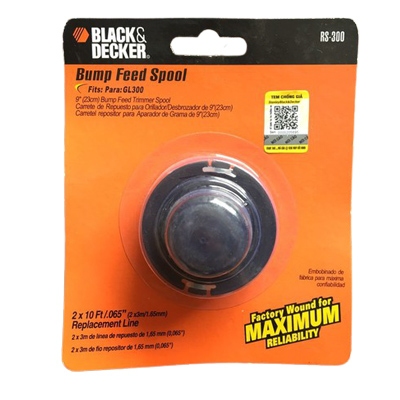 BLACK&
DECKER®
RS-300
Bump Feed Spool
Fits: Para: GL300
9" (23cm) Bump Feed Trimmer Spool
Carrete de Repuesto para Orillador/Desbrozador de 9"(23cm)
Carretel repositor para Aparador de Grama de 9"(23cm)
TEM CHỐNG GIẢ
Embobinado de
fábrica para máxima
confiabilidad
2 x 10 Ft/.065" (2 x3m/1.65mm)
Replacement Line
2 x 3m de línea de repuesto de 1,65 mm (0,065")
2 x 3m de fio repositor de 1,65 mm (0,065")
Factory Wound for
MAXIMUM
RELIABILITY